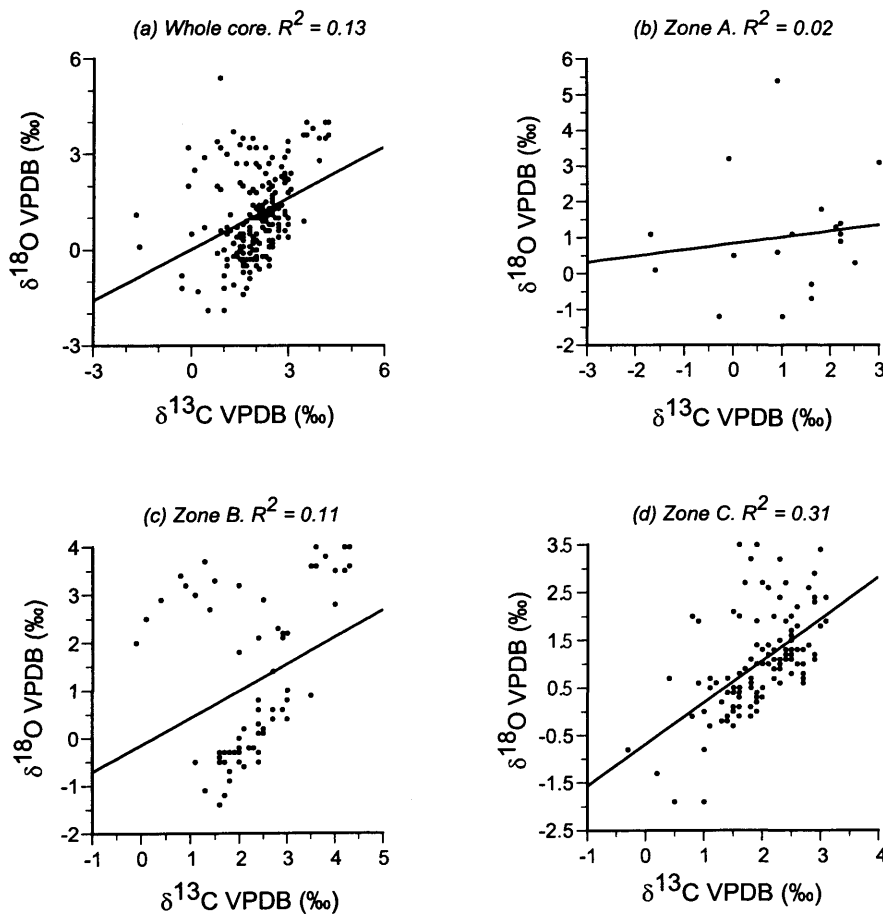 (a) Whole core. R² = 0.13
6
3
0
-3
δ¹⁸O VPDB (‰)
-3 0 3 6
δ¹³C VPDB (‰)
(b) Zone A. R² = 0.02
6
5
4
3
2
1
0
-1
-2
δ¹⁸O VPDB (‰)
-3 -2 -1 0 1 2 3
δ¹³C VPDB (‰)
(c) Zone B. R² = 0.11
4
3
2
1
0
-1
-2
δ¹⁸O VPDB (‰)
-1 0 1 2 3 4 5
δ¹³C VPDB (‰)
(d) Zone C. R² = 0.31
3.5
2.5
1.5
0.5
-0.5
-1.5
-2.5
δ¹⁸O VPDB (‰)
-1 0 1 2 3 4
δ¹³C VPDB (‰)